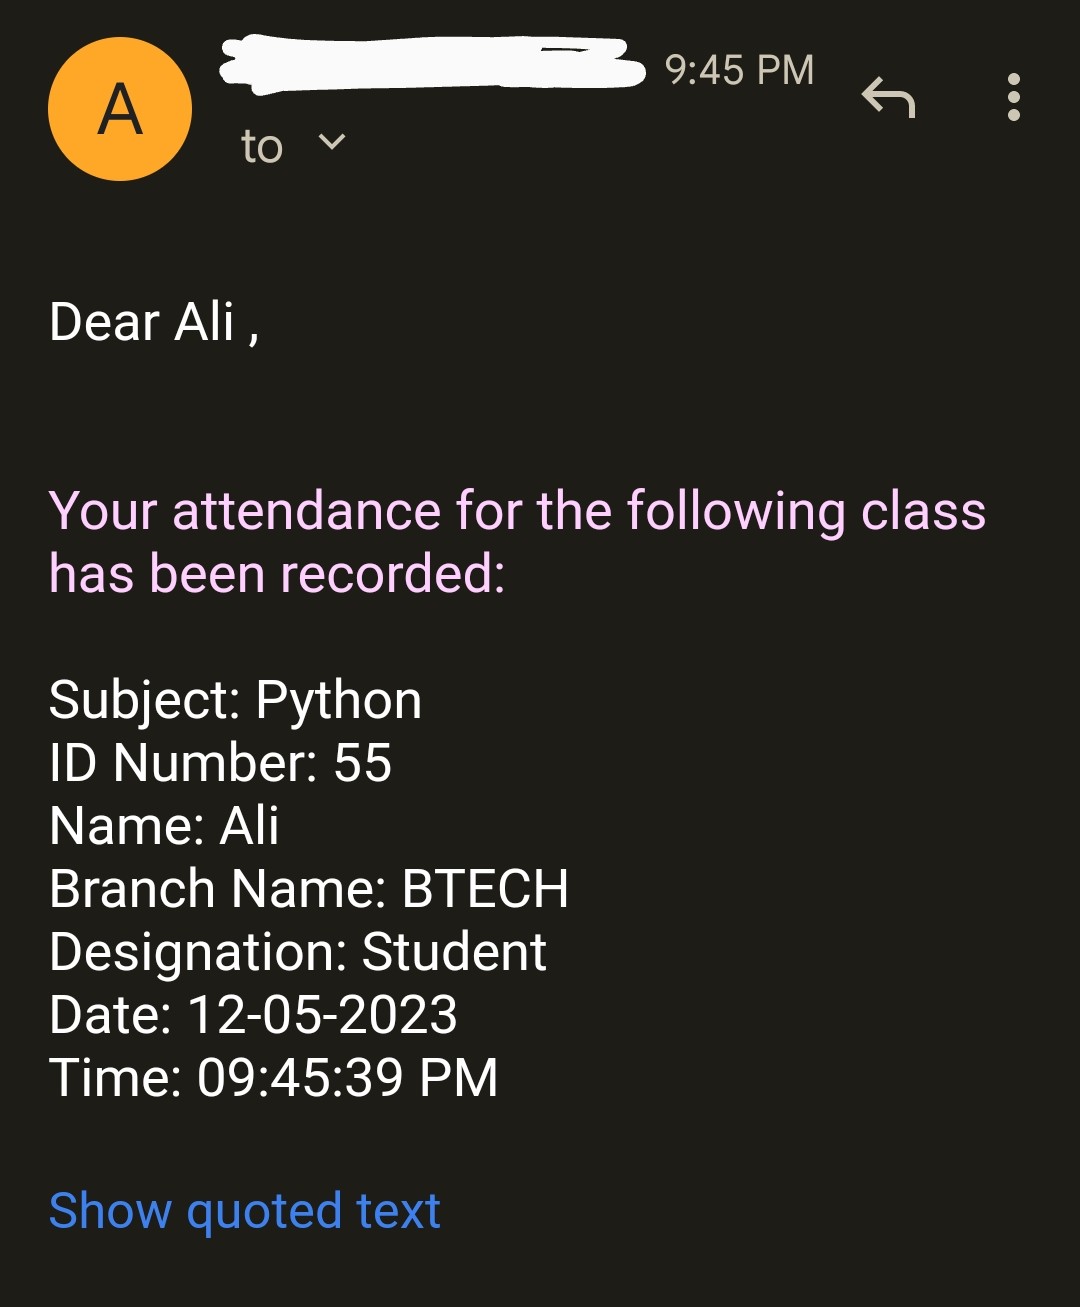 A
9:45 PM
to
Dear Ali ,
Your attendance for the following class
has been recorded:
Subject: Python
ID Number: 55
Name: Ali
Branch Name: BTECH
Designation: Student
Date: 12-05-2023
Time: 09:45:39 PM
Show quoted text